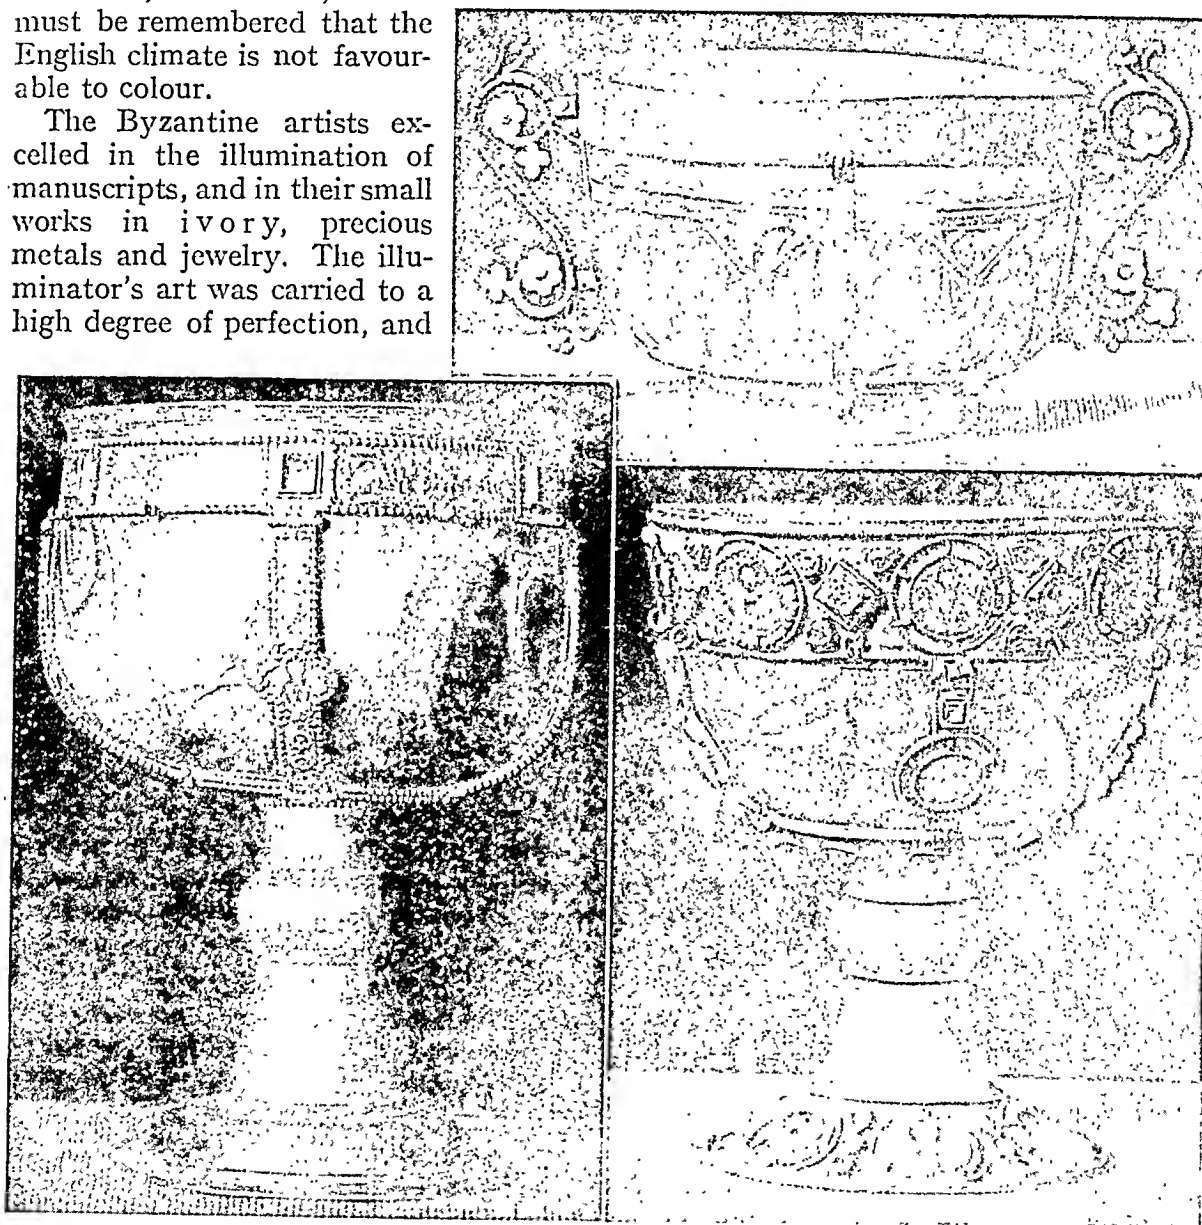 must be remembered that the
English climate is not favour-
able to colour.
The Byzantine artists ex-
celled in the illumination of
manuscripts, and in their small
works in ivory, precious
metals and jewelry. The illu-
minator's art was carried to a
high degree of perfection, and